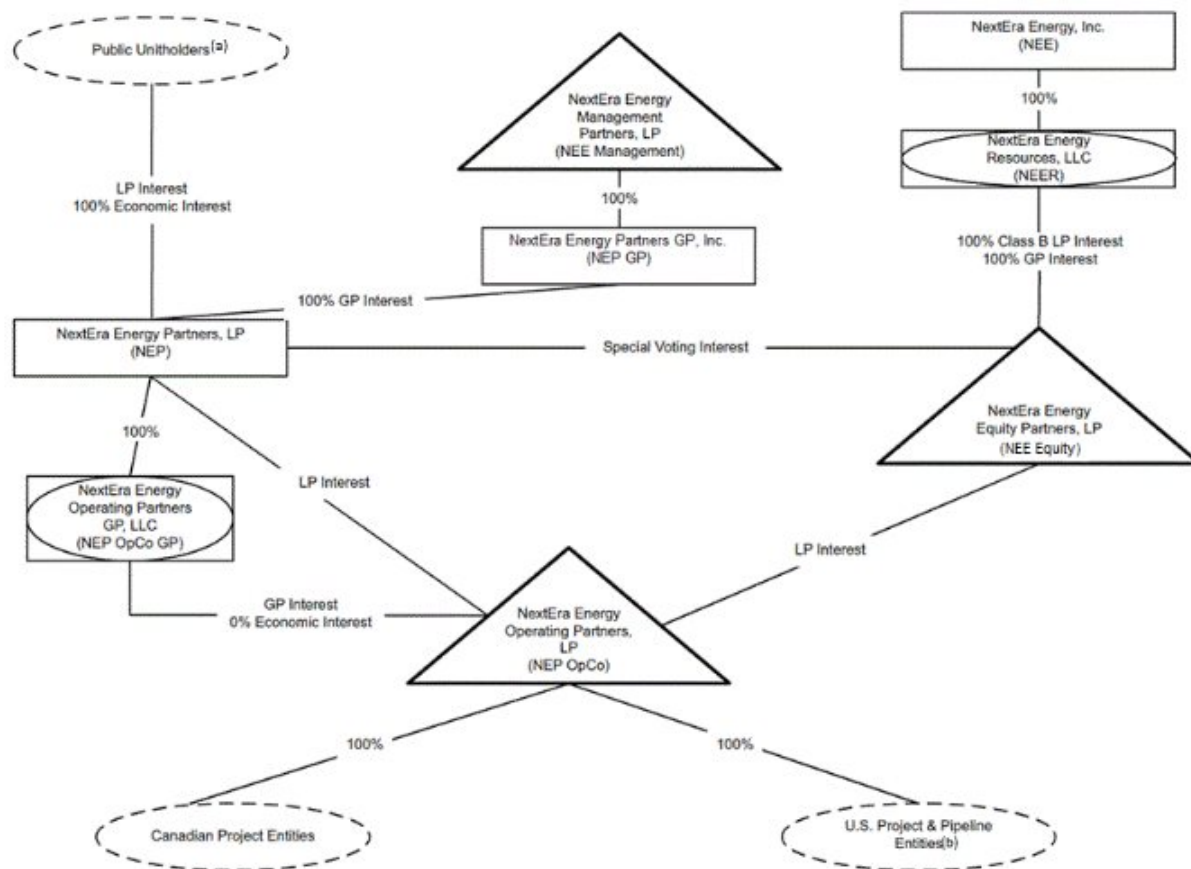 Public Unitholders(a)
NextEra Energy, Inc.
(NEE)
NextEra Energy
Management
Partners, LP
(NEE Management)
100%
NextEra Energy
Resources, LLC
(NEER)
LP Interest
100% Economic Interest
100%
NextEra Energy Partners GP, Inc.
(NEP GP)
100% Class B LP Interest
100% GP Interest
100% GP Interest
NextEra Energy Partners, LP
(NEP)
Special Voting Interest
NextEra Energy
Equity Partners, LP
(NEE Equity)
100%
LP Interest
NextEra Energy
Operating Partners
GP, LLC
(NEP OpCo GP)
LP Interest
GP Interest
0% Economic Interest
NextEra Energy
Operating Partners,
LP
(NEP OpCo)
100%
100%
Canadian Project Entities
U.S. Project & Pipeline
Entities(b)